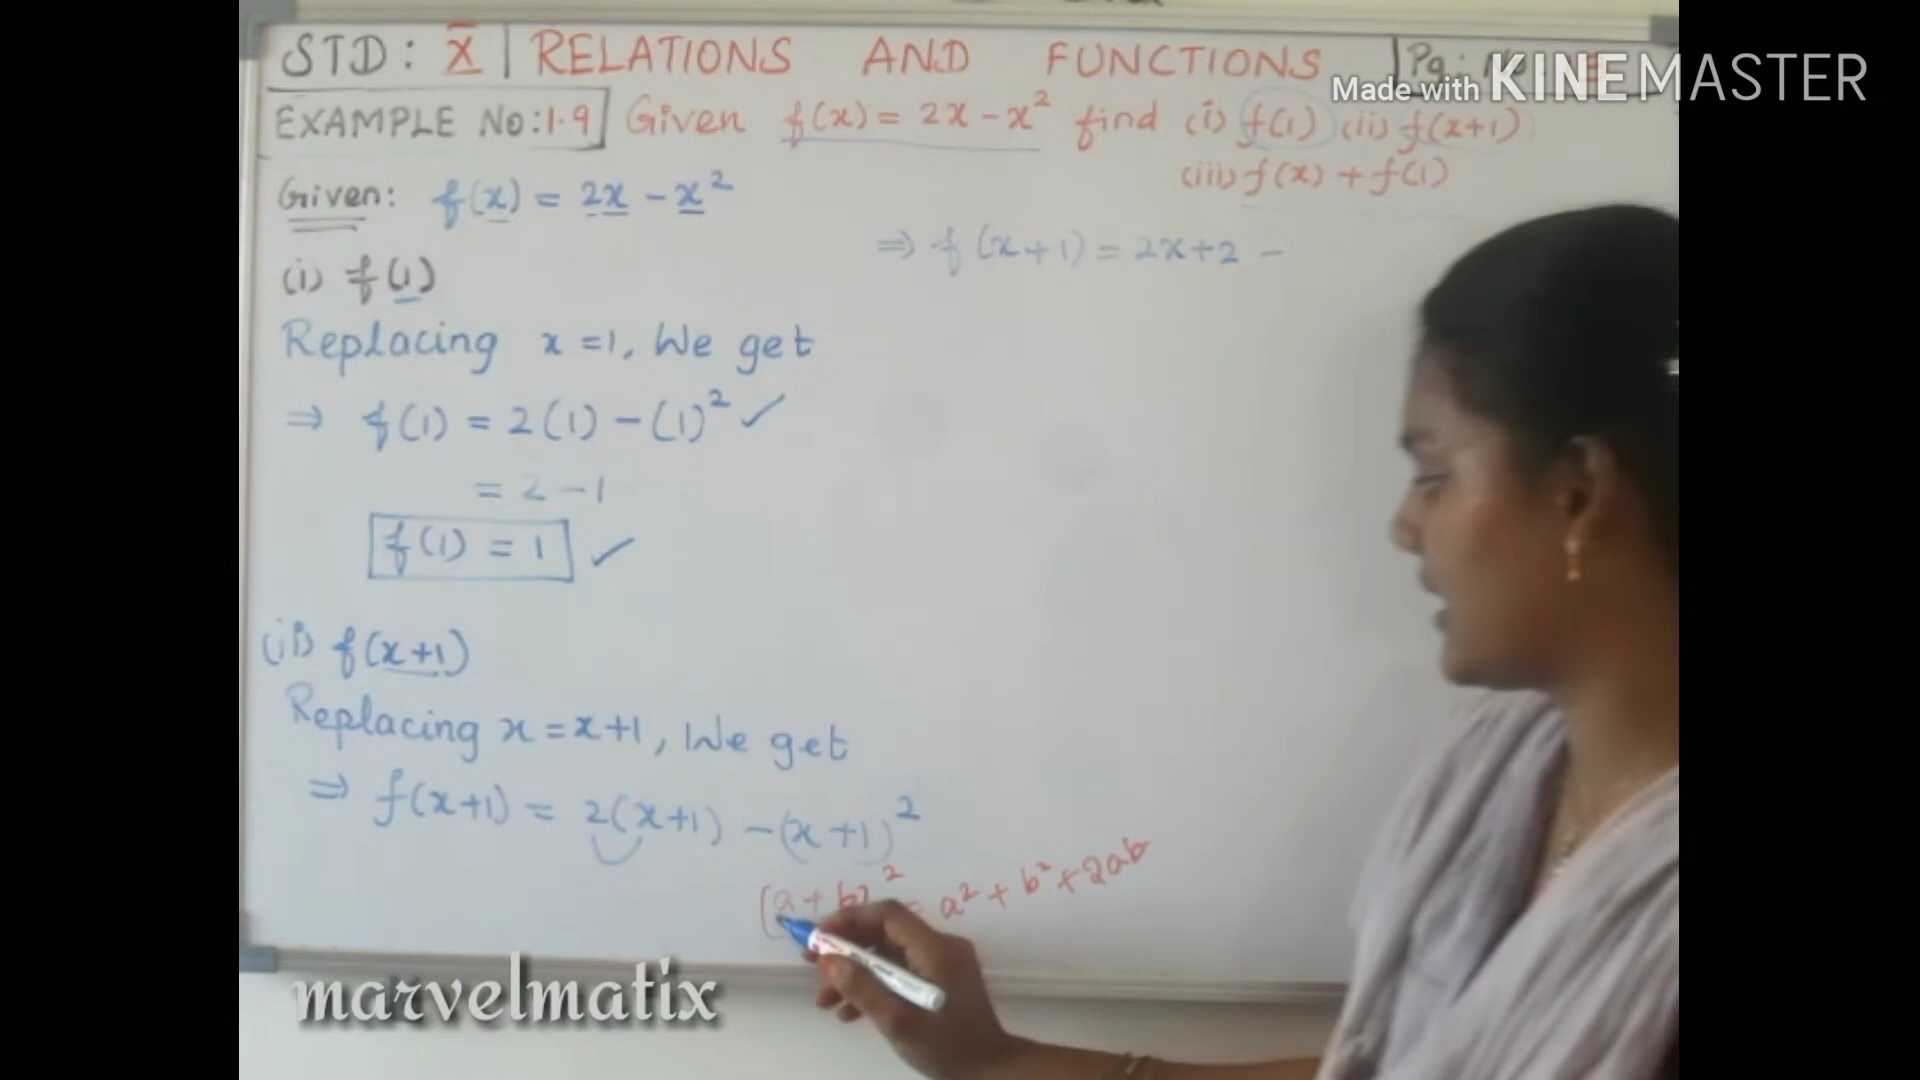 STD: X RELATIONS AND FUNCTIONS Pg:
Made with KINEMASTER
EXAMPLE No:1.9 Given f(x) = 2x - x² find (i) f(1) (ii) f(x+1)
(iii) f(x) + f(1)
Given: f(x) = 2x - x²
⇒ f(x+1) = 2x+2 -
(i) f(1)
Replacing x =1, We get
⇒ f(1) = 2(1) - (1)² ✓
= 2 - 1
f(1) = 1 ✓
(ii) f(x+1)
Replacing x = x+1, We get
⇒ f(x+1) = 2(x+1) - (x+1)²
(a+b)² = a² + b² + 2ab
marvelmatix